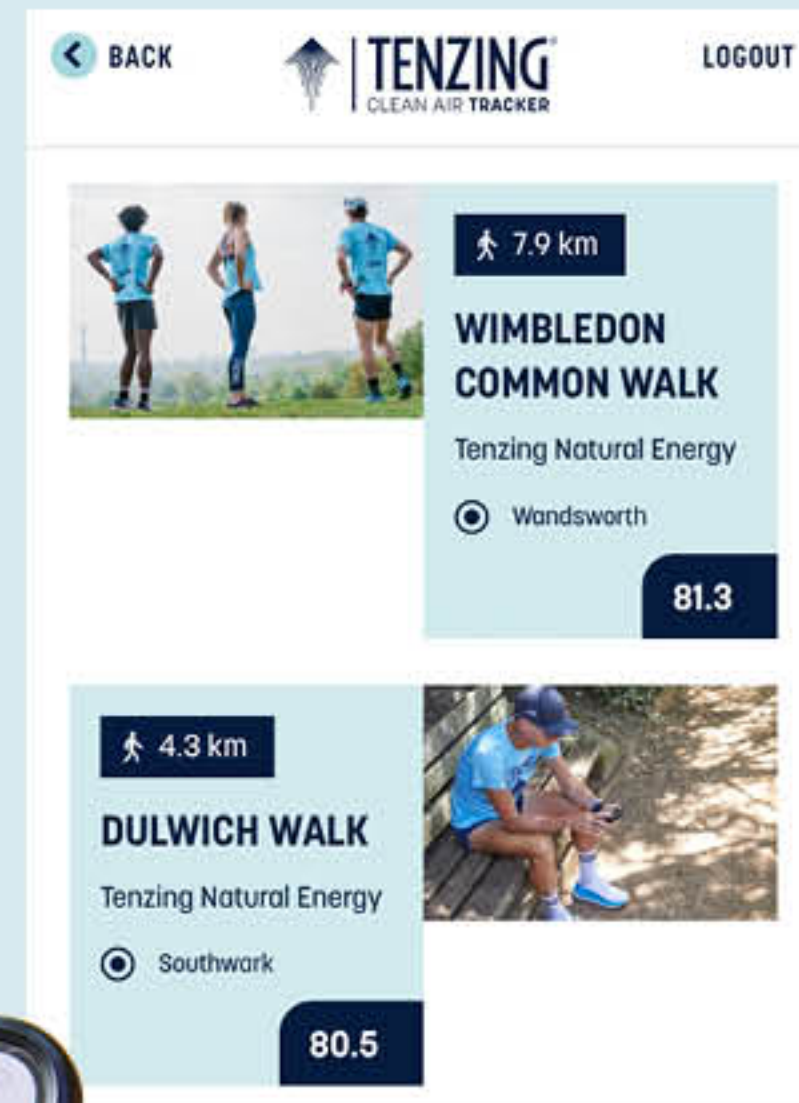 BACK
TENZING
CLEAN AIR TRACKER
LOGOUT
7.9 km
WIMBLEDON
COMMON WALK
Tenzing Natural Energy
Wandsworth
81.3
4.3 km
DULWICH WALK
Tenzing Natural Energy
Southwark
80.5